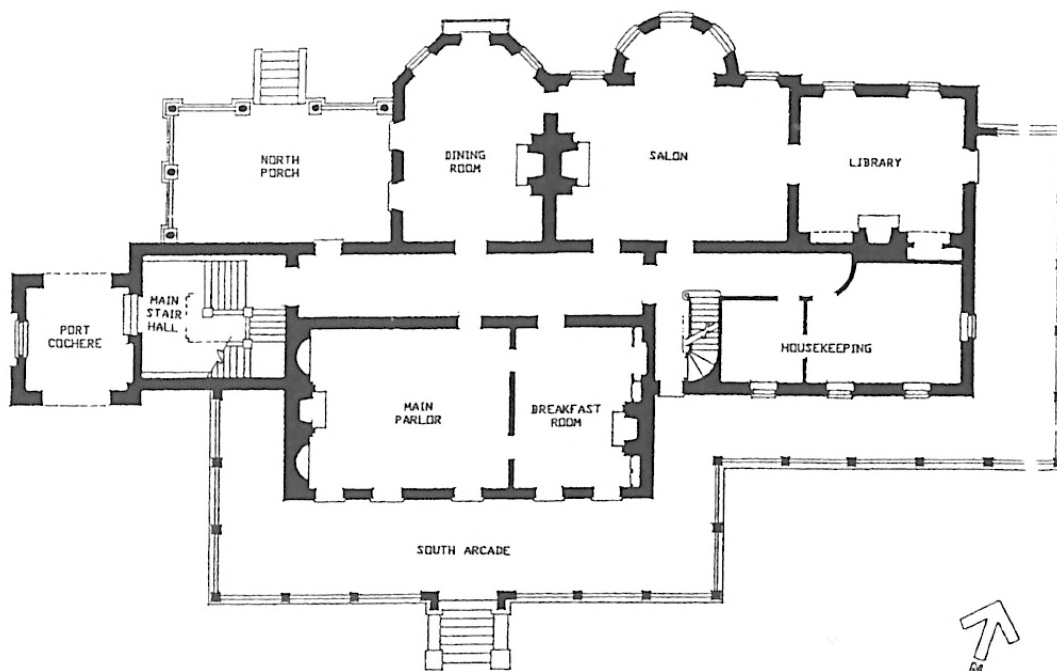 NORTH
PORCH
DINING
ROOM
SALON
LIBRARY
MAIN
STAIR
HALL
PORT
COCHERE
HOUSEKEEPING
MAIN
PARLOR
BREAKFAST
ROOM
SOUTH ARCADE